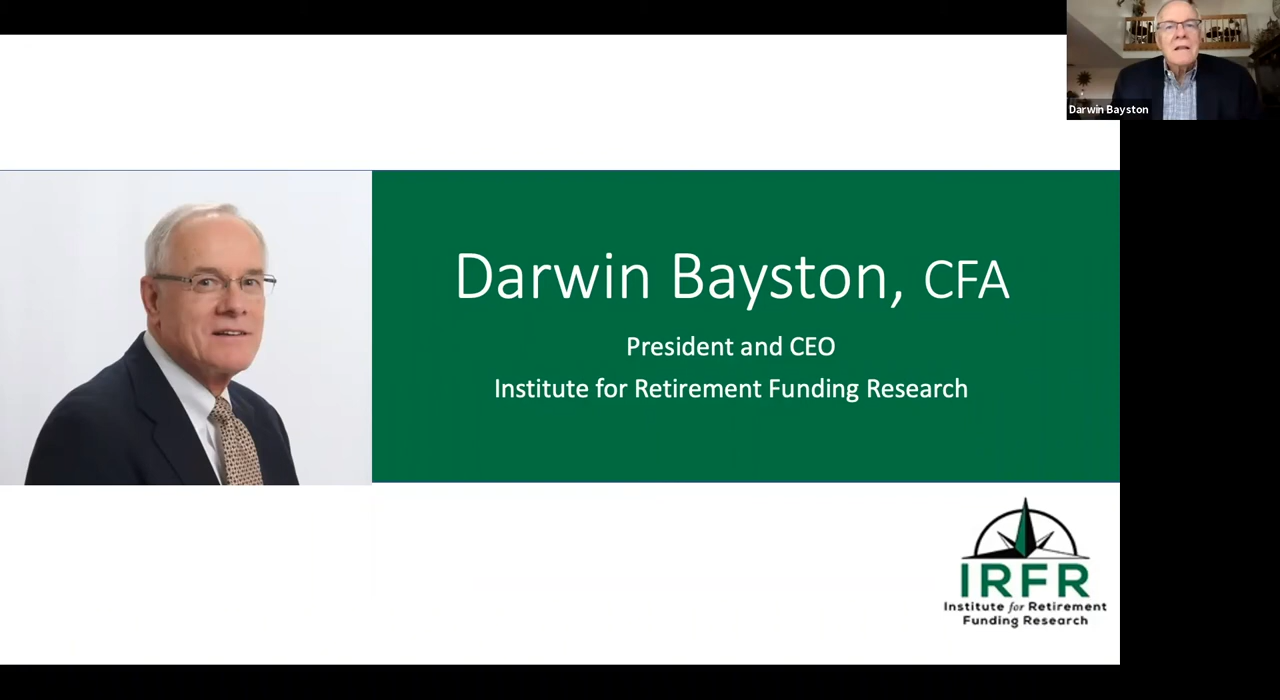 Darwin Bayston
Darwin Bayston, CFA
President and CEO
Institute for Retirement Funding Research
IRFR
Institute for Retirement
Funding Research